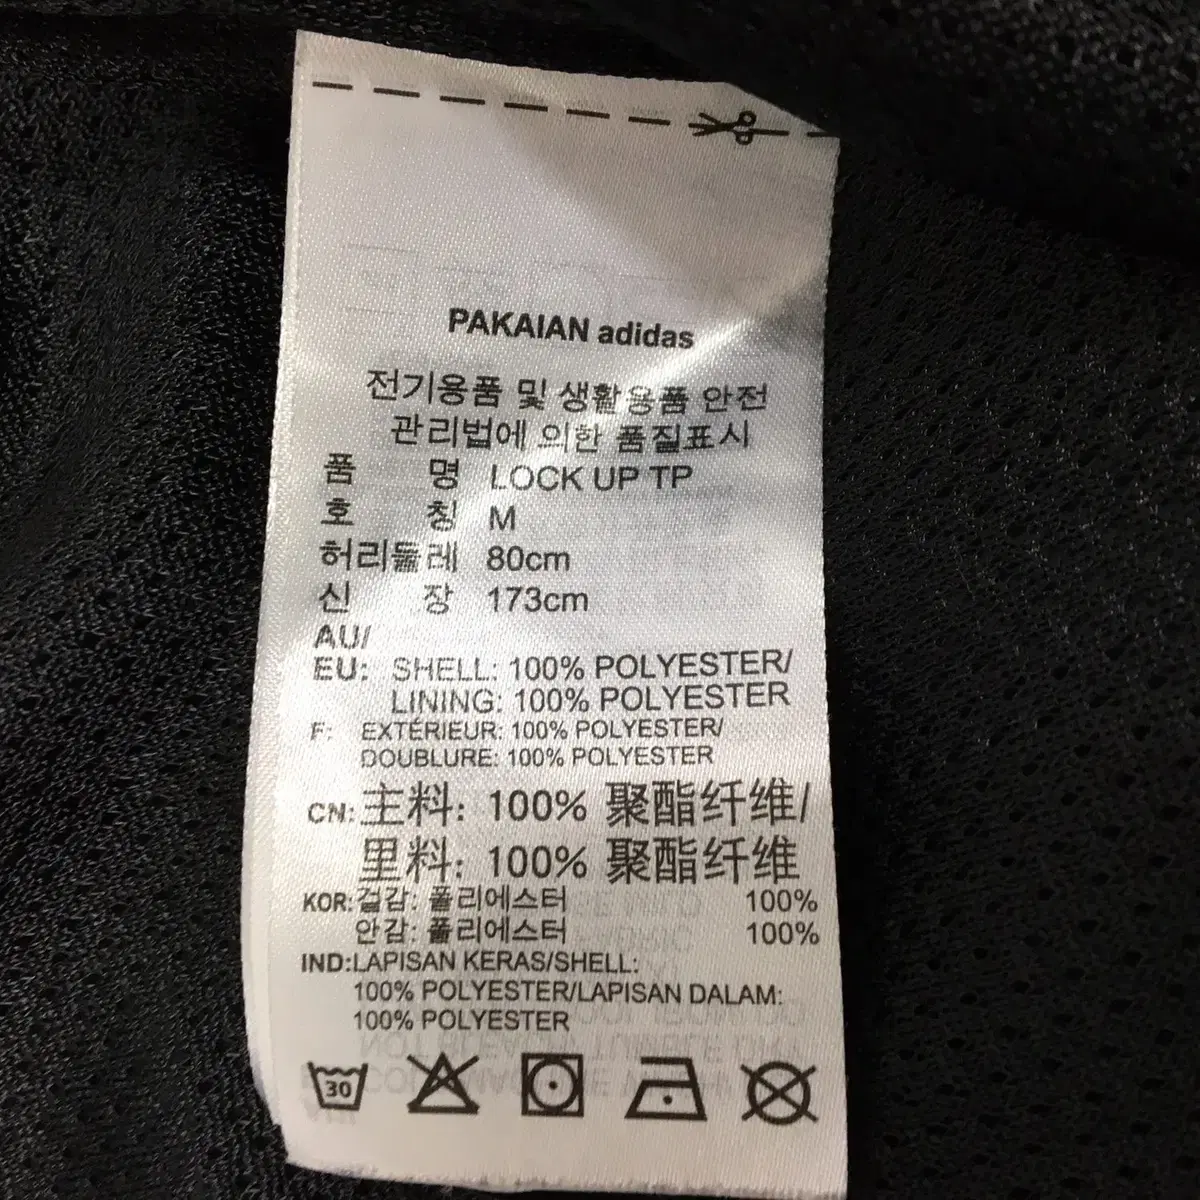 PAKAIAN adidas
전기용품 및 생활용품 안전
관리법에 의한 품질표시
품 명 LOCK UP TP
호 칭 M
허리둘레 80cm
신 장 173cm
AU/
EU: SHELL: 100% POLYESTER/
LINING: 100% POLYESTER
F: EXTÉRIEUR: 100% POLYESTER/
DOUBLURE: 100% POLYESTER
CN: 主料: 100% 聚酯纤维/
里料: 100% 聚酯纤维
KOR: 겉감: 폴리에스터 100%
안감: 폴리에스터 100%
IND:LAPISAN KERAS/SHELL:
100% POLYESTER/LAPISAN DALAM:
100% POLYESTER
30